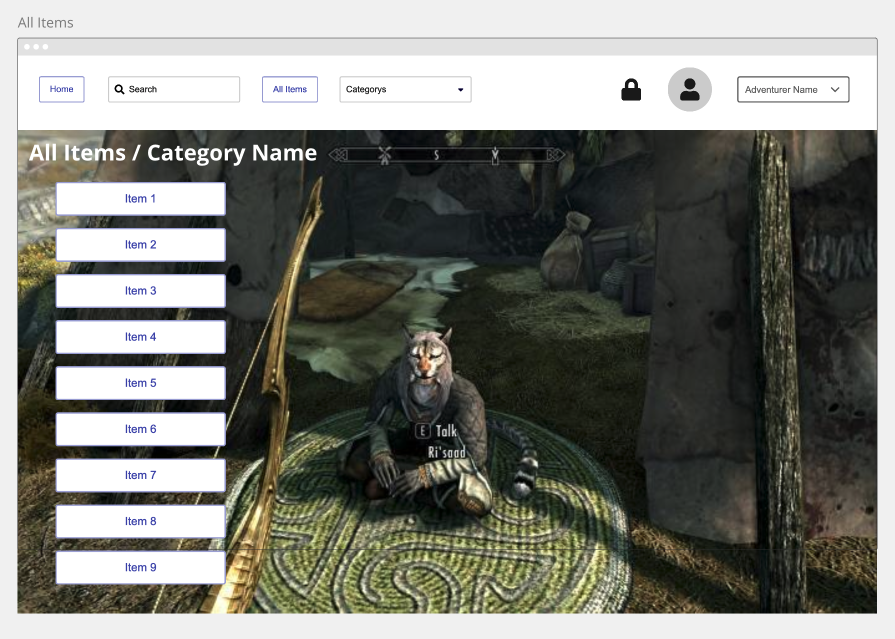 All Items
Home
Search
All Items
Categorys
Adventurer Name
All Items / Category Name
S
Item 1
Item 2
Item 3
Item 4
Item 5
Item 6
Item 7
Item 8
Item 9
E Talk
Ri'saad